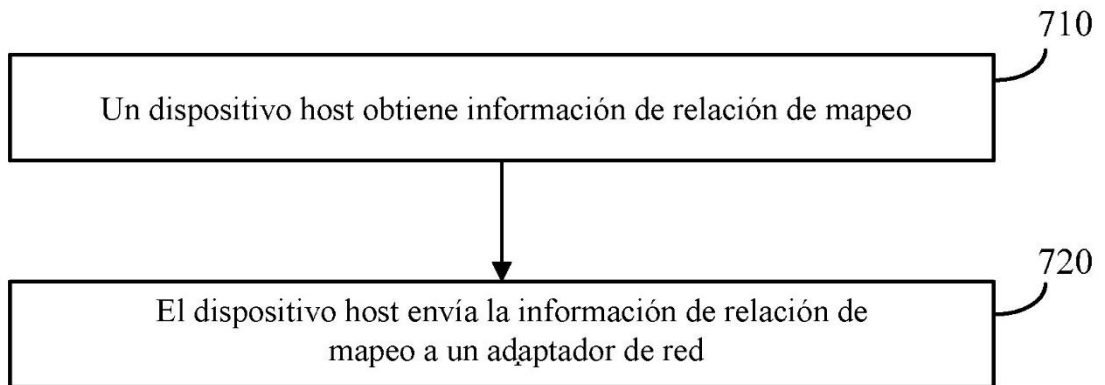 710
Un dispositivo host obtiene información de relación de mapeo
720
El dispositivo host envía la información de relación de
mapeo a un adaptador de red